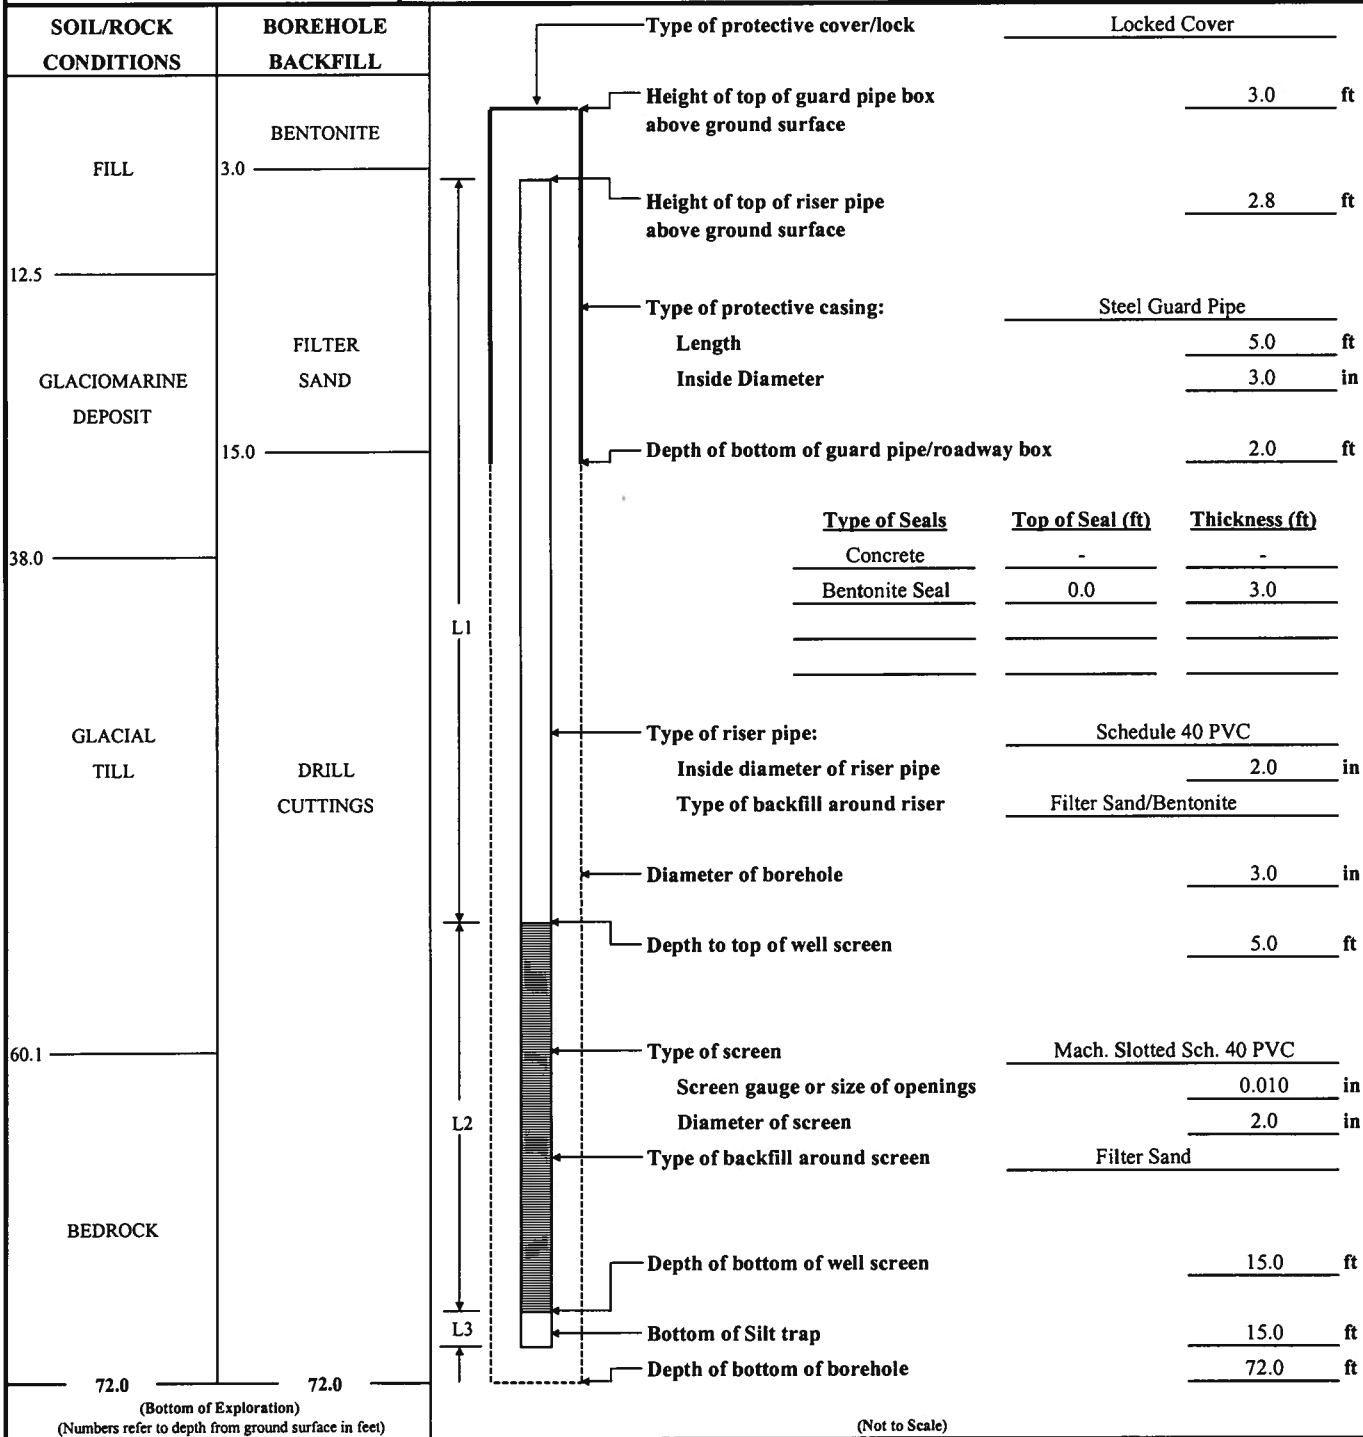 SOIL/ROCK CONDITIONS
BOREHOLE BACKFILL
FILL
12.5
GLACIOMARINE
DEPOSIT
38.0
GLACIAL
TILL
60.1
BEDROCK
72.0
BENTONITE
3.0
FILTER
SAND
15.0
DRILL
CUTTINGS
72.0
(Bottom of Exploration)
(Numbers refer to depth from ground surface in feet)
L1
L2
L3
Type of protective cover/lock Locked Cover
Height of top of guard pipe box 3.0 ft
above ground surface
Height of top of riser pipe 2.8 ft
above ground surface
Type of protective casing: Steel Guard Pipe
Length 5.0 ft
Inside Diameter 3.0 in
Depth of bottom of guard pipe/roadway box 2.0 ft
Type of Seals Top of Seal (ft) Thickness (ft)
Concrete - -
Bentonite Seal 0.0 3.0
Type of riser pipe: Schedule 40 PVC
Inside diameter of riser pipe 2.0 in
Type of backfill around riser Filter Sand/Bentonite
Diameter of borehole 3.0 in
Depth to top of well screen 5.0 ft
Type of screen Mach. Slotted Sch. 40 PVC
Screen gauge or size of openings 0.010 in
Diameter of screen 2.0 in
Type of backfill around screen Filter Sand
Depth of bottom of well screen 15.0 ft
Bottom of Silt trap 15.0 ft
Depth of bottom of borehole 72.0 ft
(Not to Scale)